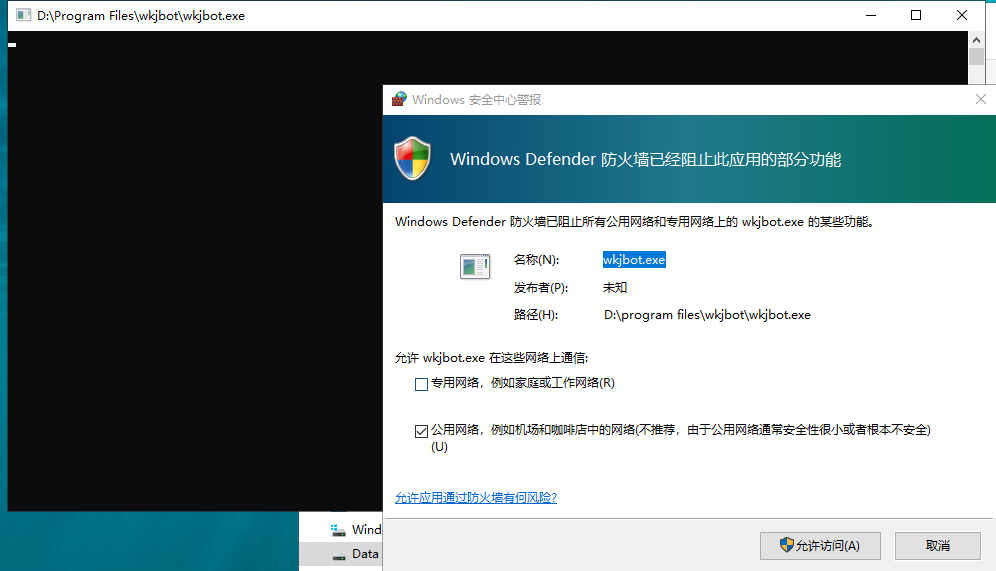 D:\Program Files\wkjbot\wkjbot.exe
Windows 安全中心警报
Windows Defender 防火墙已经阻止此应用的部分功能
Windows Defender 防火墙已阻止所有公用网络和专用网络上的 wkjbot.exe 的某些功能。
名称(N): wkjbot.exe
发布者(P): 未知
路径(H): D:\program files\wkjbot\wkjbot.exe
允许 wkjbot.exe 在这些网络上通信:
专用网络，例如家庭或工作网络(R)
公用网络，例如机场和咖啡店中的网络(不推荐，由于公用网络通常安全性很小或者根本不安全)
(U)
允许应用通过防火墙有何风险?
Wind
Data
允许访问(A) 取消